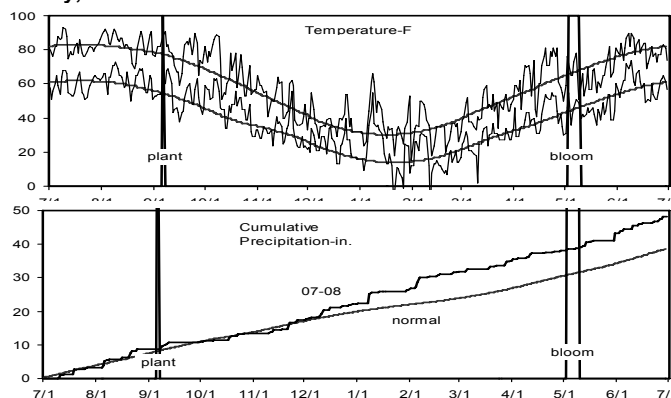 Temperature-F
100
80
60
40
20
0
plant
bloom
7/1 8/1 9/1 10/1 11/1 12/1 1/1 2/1 3/1 4/1 5/1 6/1 7/1
Cumulative
Precipitation-in.
50
40
30
20
10
0
07-08
normal
plant
bloom
7/1 8/1 9/1 10/1 11/1 12/1 1/1 2/1 3/1 4/1 5/1 6/1 7/